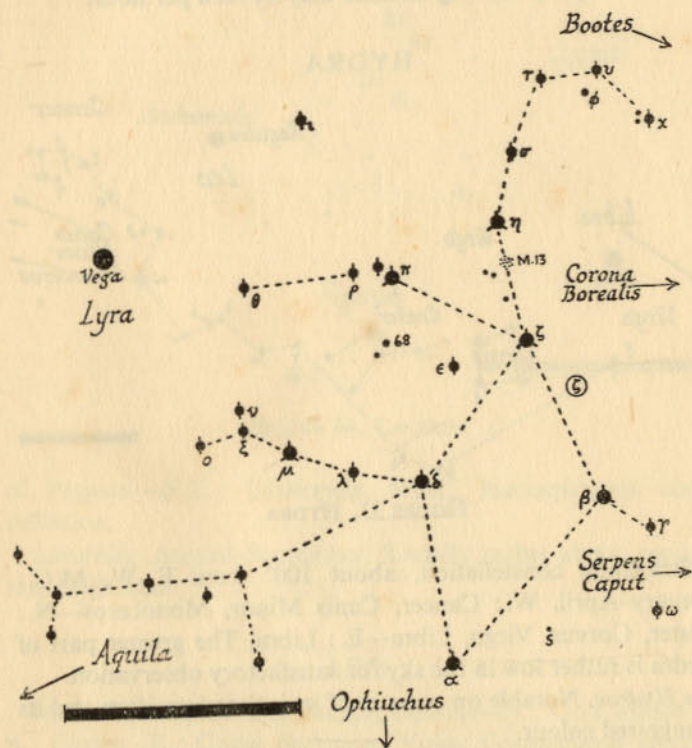 Bootes
τ
υ
φ
χ
ι
σ
η
M.13
Vega
Lyra
θ
ρ
π
Corona
Borealis
68
ζ
ε
ζ
υ
ξ
ο
μ
λ
δ
β
γ
Serpens
Caput
ω
S
α
Aquila
Ophiuchus